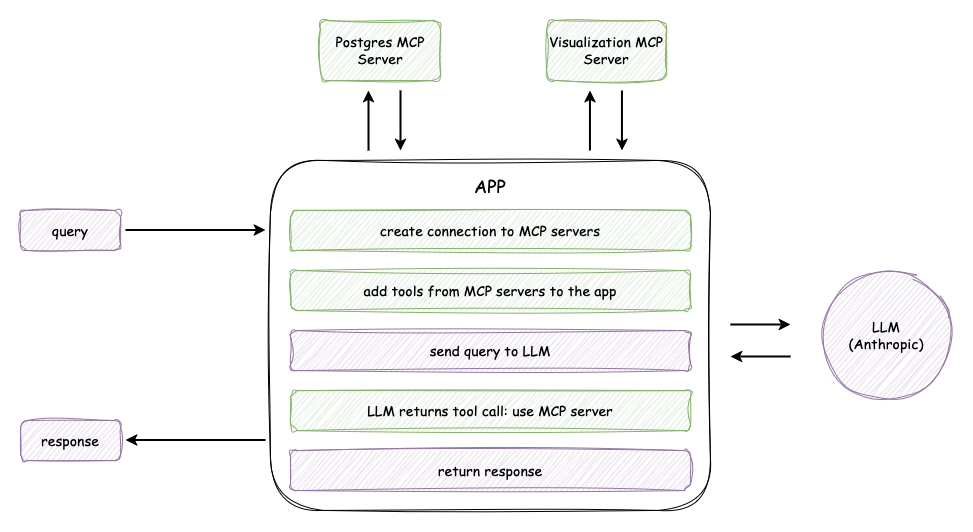 Postgres MCP
Server
Visualization MCP
Server
APP
query
create connection to MCP servers
add tools from MCP servers to the app
send query to LLM
LLM
(Anthropic)
LLM returns tool call: use MCP server
response
return response